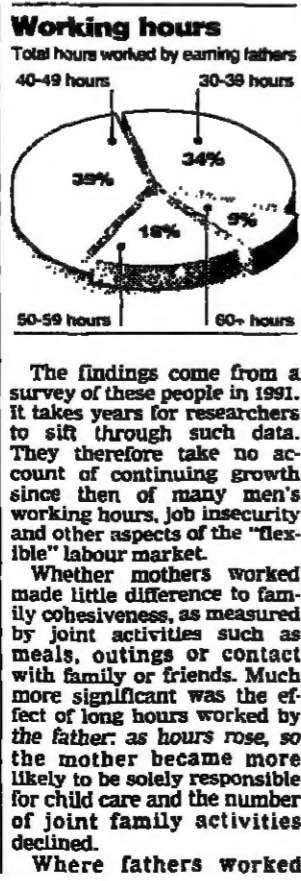 Working hours
Total hours worked by earning fathers
40-49 hours 30-39 hours
34%
39%
9%
18%
50-59 hours 60+ hours
The findings come from a
survey of these people in 1991.
It takes years for researchers
to sift through such data.
They therefore take no ac-
count of continuing growth
since then of many men's
working hours, job insecurity
and other aspects of the "flex-
ible" labour market.
Whether mothers worked
made little difference to fam-
ily cohesiveness, as measured
by joint activities such as
meals, outings or contact
with family or friends. Much
more significant was the ef-
fect of long hours worked by
the father: as hours rose, so
the mother became more
likely to be solely responsible
for child care and the number
of joint family activities
declined.
Where fathers worked